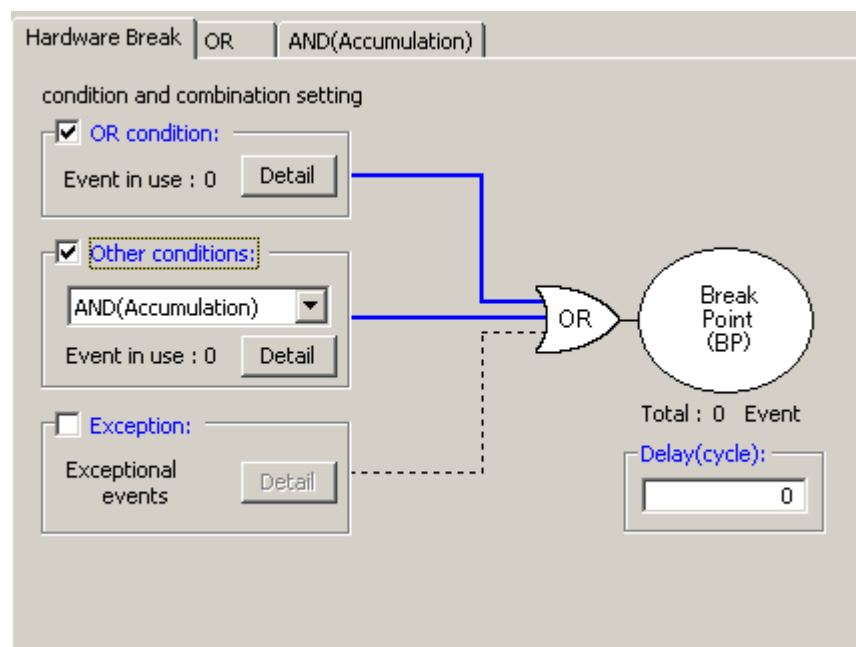 Hardware Break OR AND(Accumulation)
condition and combination setting
OR condition:
Event in use : 0 Detail
Other conditions:
AND(Accumulation)
Event in use : 0 Detail
Exception:
Exceptional
events
Detail
OR
Break
Point
(BP)
Total : 0 Event
Delay(cycle):
0